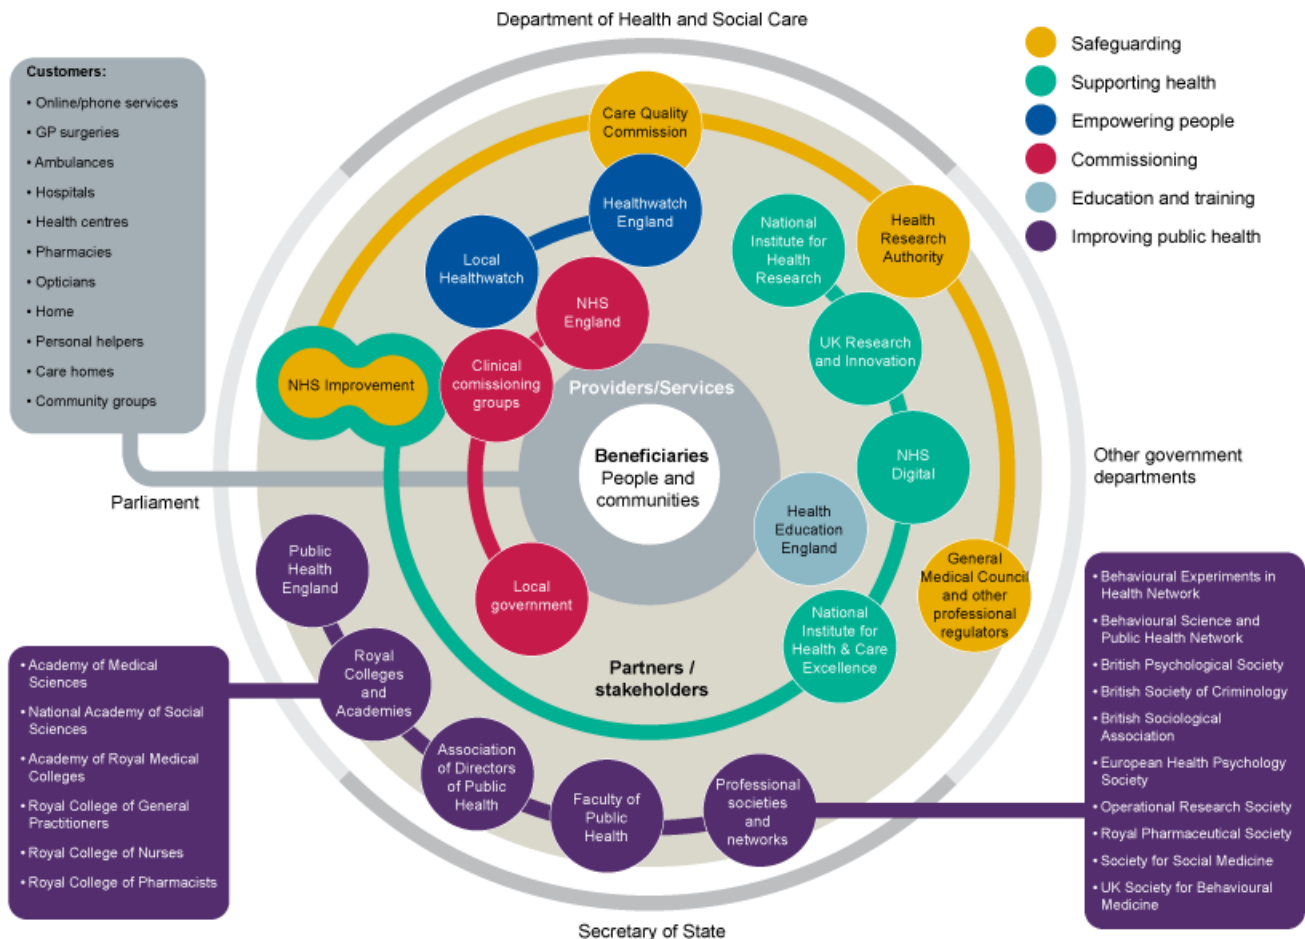 Department of Health and Social Care
Safeguarding
Supporting health
Empowering people
Commissioning
Education and training
Improving public health
Customers:
• Online/phone services
• GP surgeries
• Ambulances
• Hospitals
• Health centres
• Pharmacies
• Opticians
• Home
• Personal helpers
• Care homes
• Community groups
Care Quality
Commission
Healthwatch
England
Local
Healthwatch
National
Institute for
Health
Research
Health
Research
Authority
NHS
England
UK Research
and Innovation
NHS Improvement
Clinical
comissioning
groups
Providers/Services
Beneficiaries
People and
communities
NHS
Digital
Other government
departments
Parliament
Health
Education
England
Public
Health
England
Local
government
General
Medical Council
and other
professional
regulators
National
Institute for
Health & Care
Excellence
Partners /
stakeholders
Royal
Colleges
and
Academies
Association
of Directors
of Public
Health
Faculty of
Public
Health
Professional
societies
and
networks
• Academy of Medical
Sciences
• National Academy of Social
Sciences
• Academy of Royal Medical
Colleges
• Royal College of General
Practitioners
• Royal College of Nurses
• Royal College of Pharmacists
• Behavioural Experiments in
Health Network
• Behavioural Science and
Public Health Network
• British Psychological Society
• British Society of Criminology
• British Sociological
Association
• European Health Psychology
Society
• Operational Research Society
• Royal Pharmaceutical Society
• Society for Social Medicine
• UK Society for Behavioural
Medicine
Secretary of State